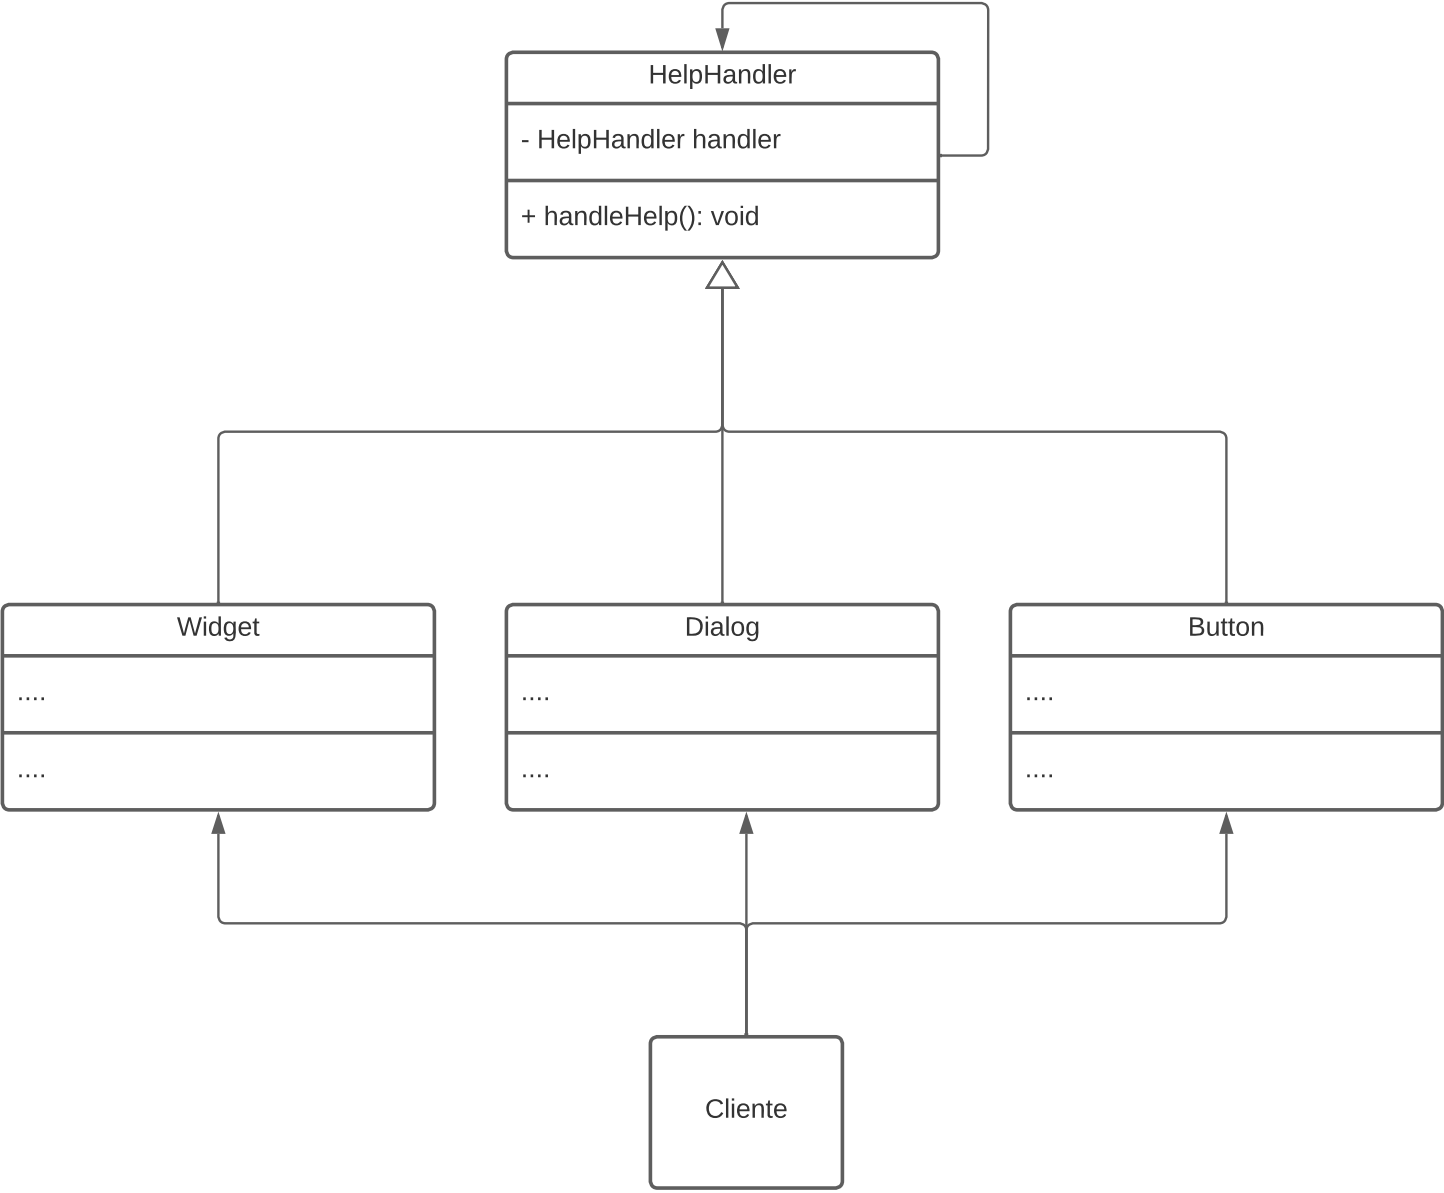 HelpHandler
- HelpHandler handler
+ handleHelp(): void
Widget
....
....
Dialog
....
....
Button
....
....
Cliente